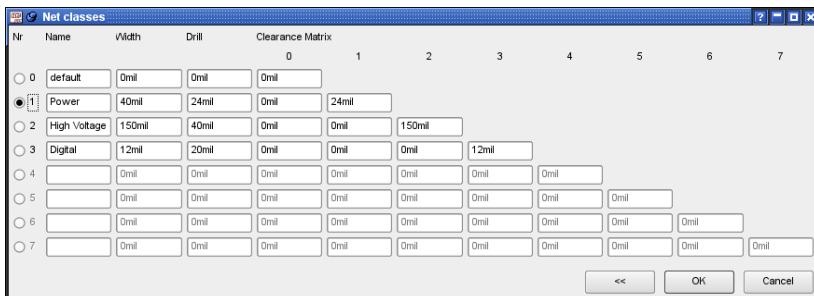 Net classes
Nr Name Width Drill Clearance Matrix
0 1 2 3 4 5 6 7
0 default 0mil 0mil 0mil
1 Power 40mil 24mil 0mil 24mil
2 High Voltage 150mil 40mil 0mil 0mil 150mil
3 Digital 12mil 20mil 0mil 0mil 0mil 12mil
4 0mil 0mil 0mil 0mil 0mil 0mil 0mil
5 0mil 0mil 0mil 0mil 0mil 0mil 0mil 0mil
6 0mil 0mil 0mil 0mil 0mil 0mil 0mil 0mil 0mil
7 0mil 0mil 0mil 0mil 0mil 0mil 0mil 0mil 0mil 0mil
<< OK Cancel